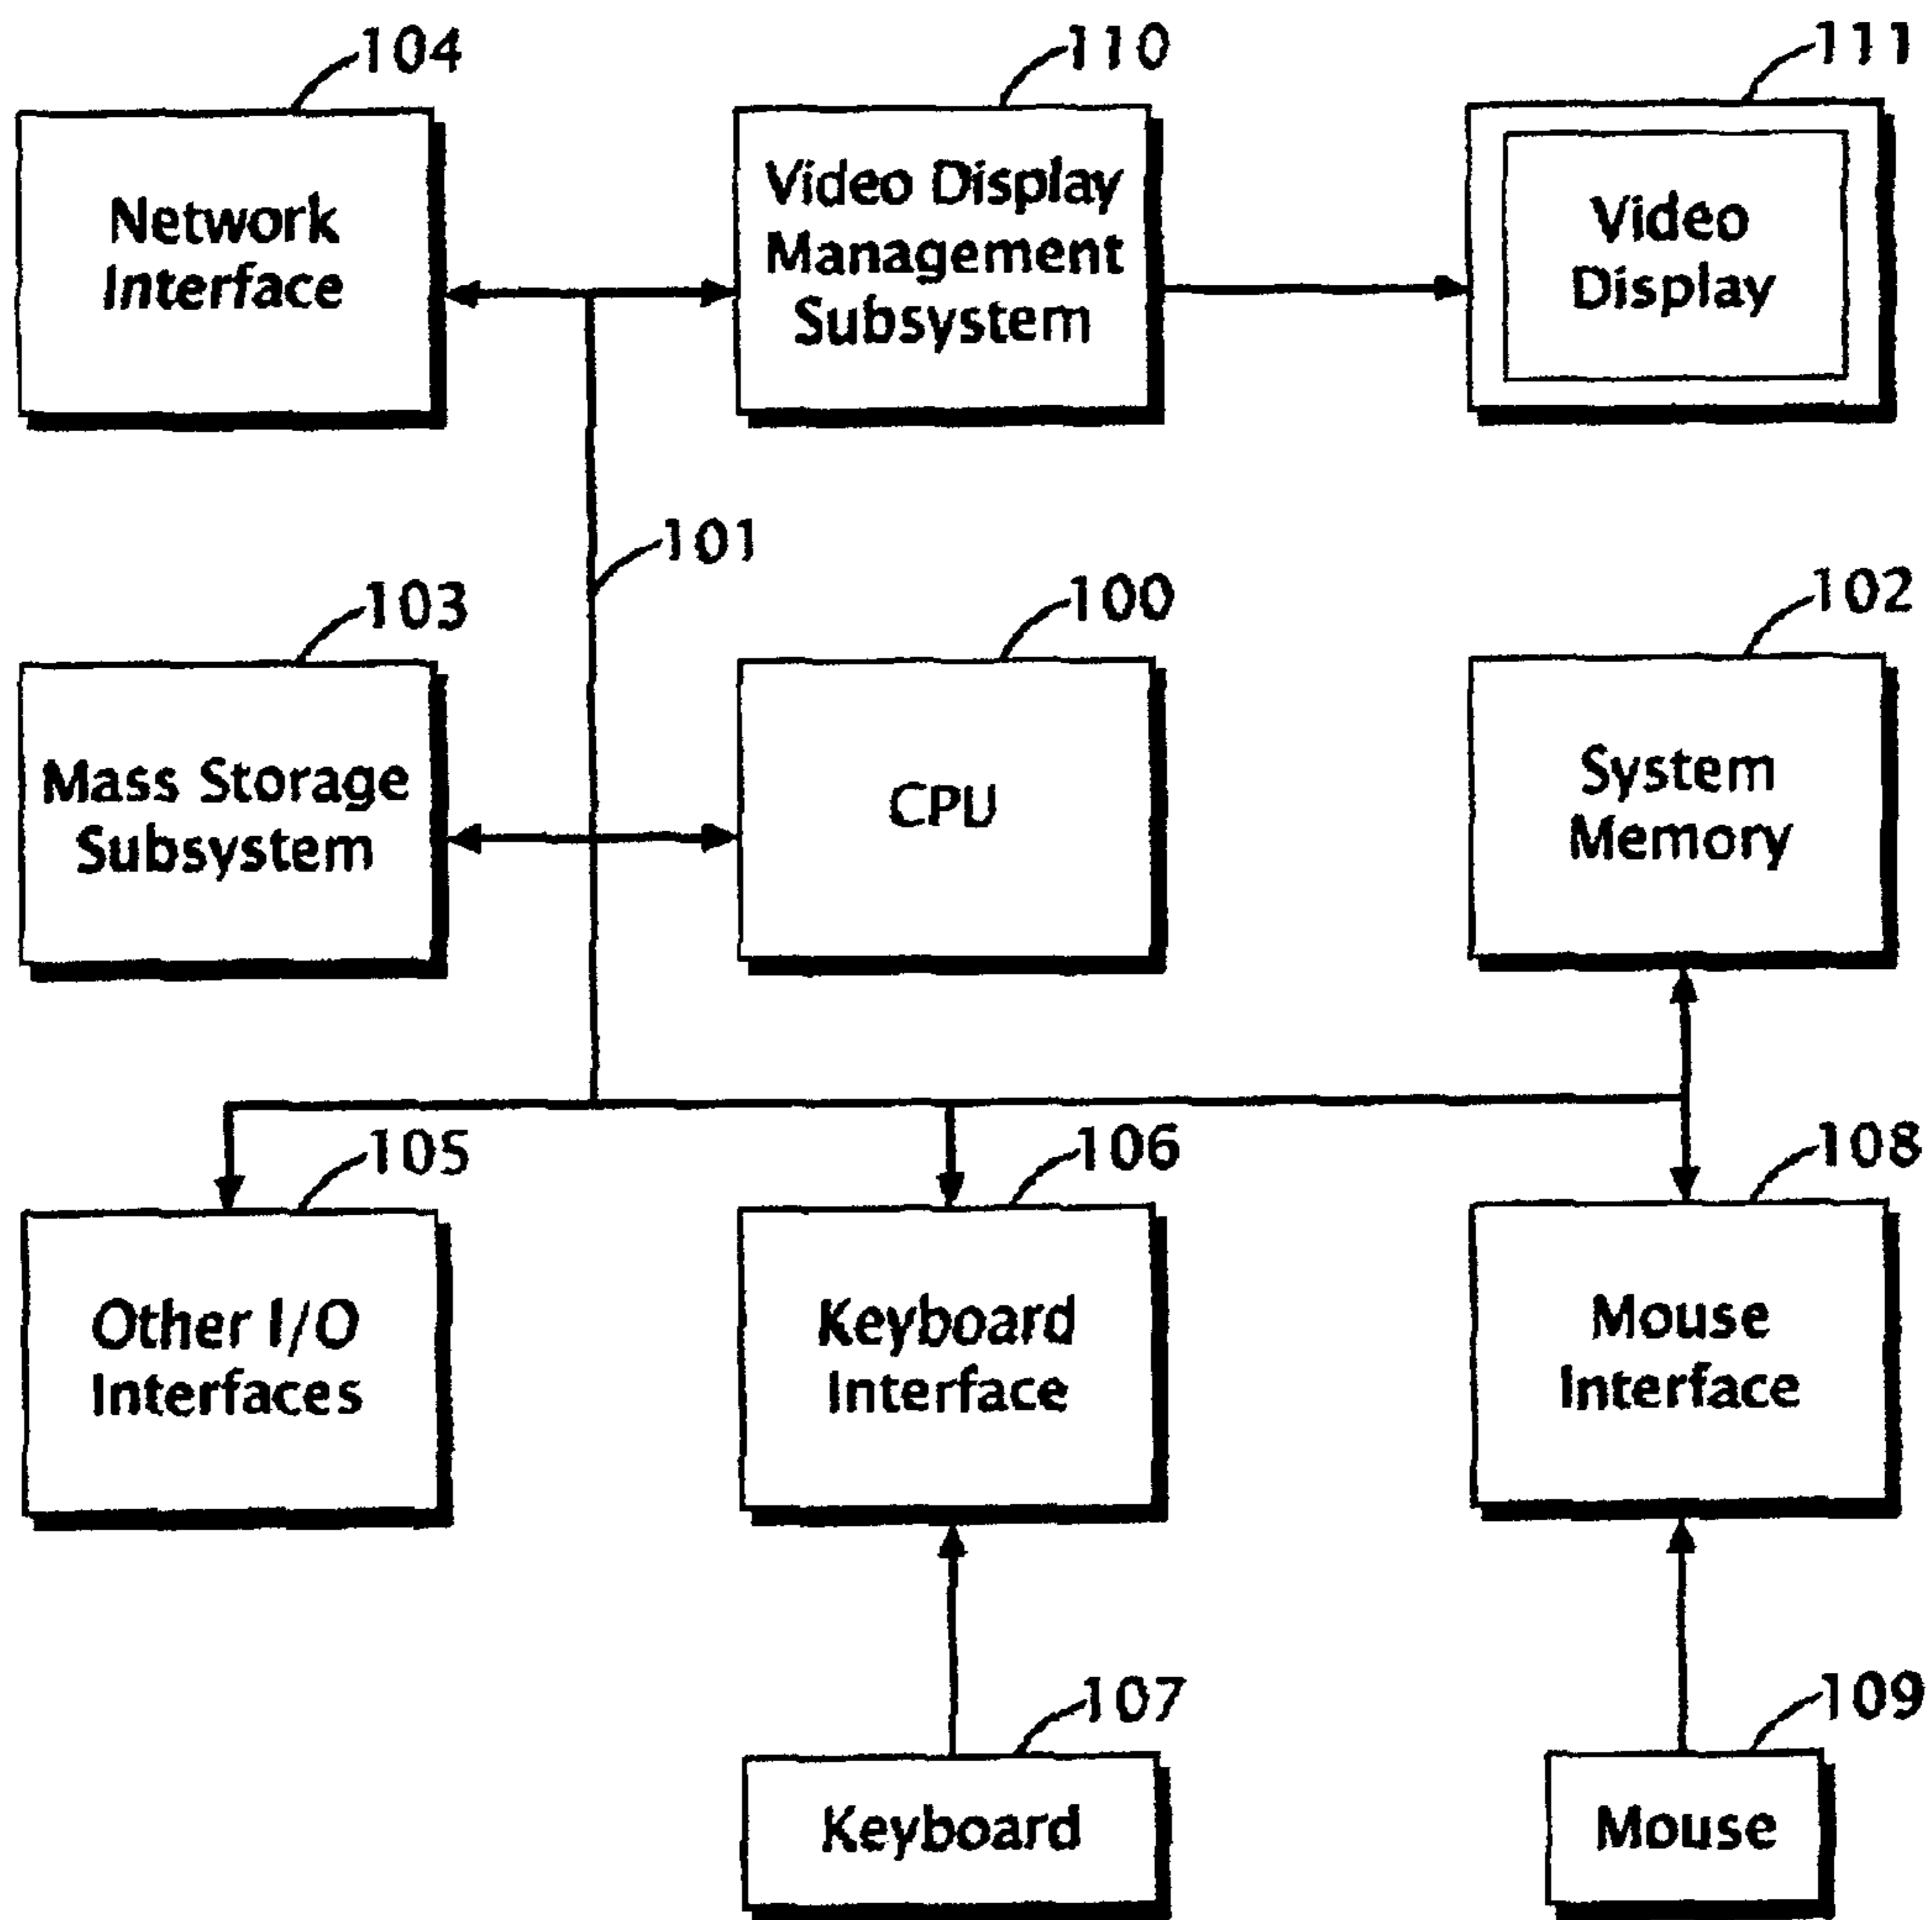 104
110
111
Network
Interface
Video Display
Management
Subsystem
Video
Display
101
103
100
102
Mass Storage
Subsystem
CPU
System
Memory
105
106
108
Other I/O
Interfaces
Keyboard
Interface
Mouse
Interface
107
109
Keyboard
Mouse